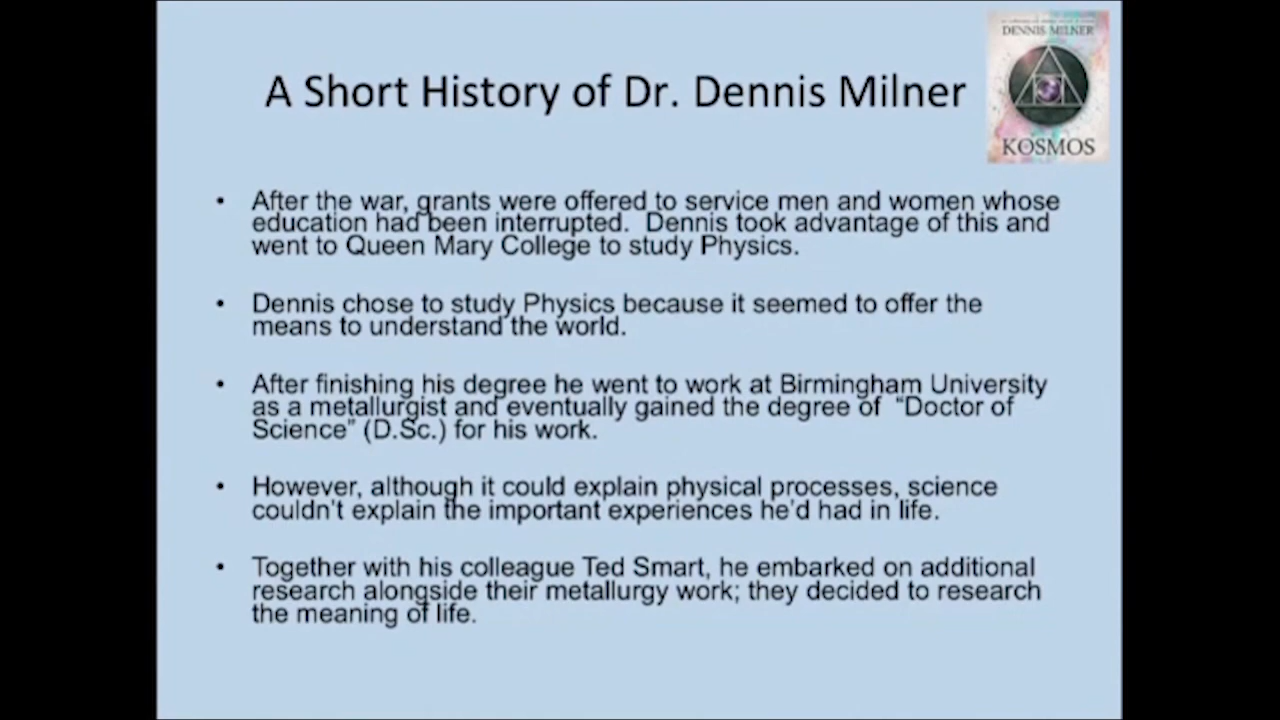 DENNIS MILNER
A Short History of Dr. Dennis Milner
KOSMOS
• After the war, grants were offered to service men and women whose
education had been interrupted.  Dennis took advantage of this and
went to Queen Mary College to study Physics.
• Dennis chose to study Physics because it seemed to offer the
means to understand the world.
• After finishing his degree he went to work at Birmingham University
as a metallurgist and eventually gained the degree of  “Doctor of
Science” (D.Sc.) for his work.
• However, although it could explain physical processes, science
couldn’t explain the important experiences he’d had in life.
• Together with his colleague Ted Smart, he embarked on additional
research alongside their metallurgy work; they decided to research
the meaning of life.